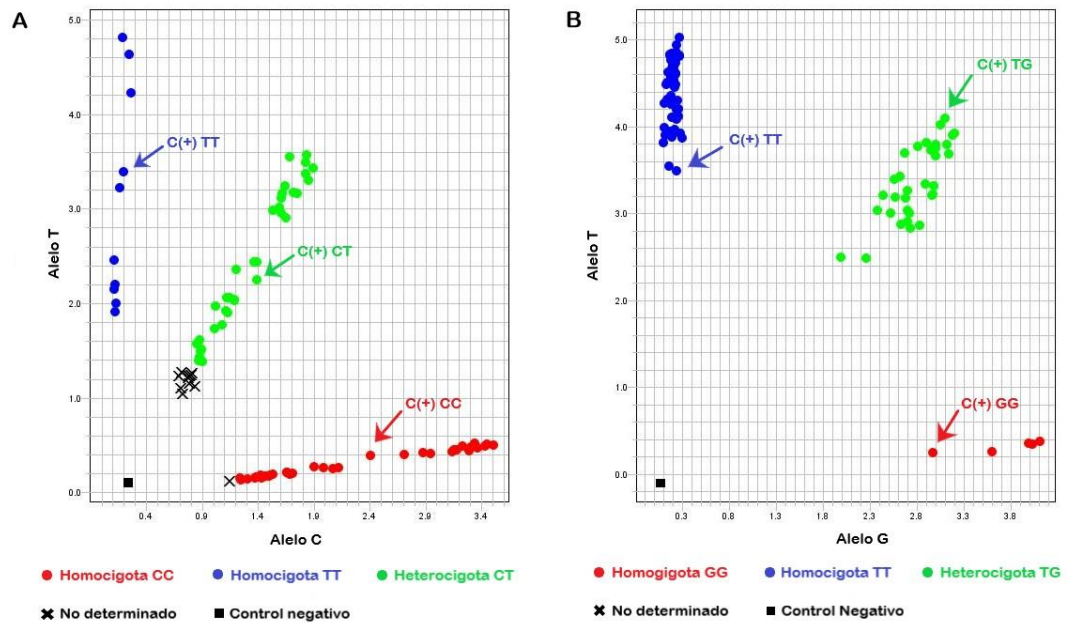 A
5.0
4.0
3.0
2.0
1.0
0.0
Alelo T
C(+) TT
C(+) CT
C(+) CC
0.4 0.9 1.4 1.9 2.4 2.9 3.4
Alelo C
Homocigota CC Homocigota TT Heterocigota CT
No determinado Control negativo
B
5.0
4.0
3.0
2.0
1.0
0.0
Alelo T
C(+) TG
C(+) TT
C(+) GG
0.3 0.8 1.3 1.8 2.3 2.8 3.3 3.8
Alelo G
Homogigota GG Homocigota TT Heterocigota TG
No determinado Control Negativo